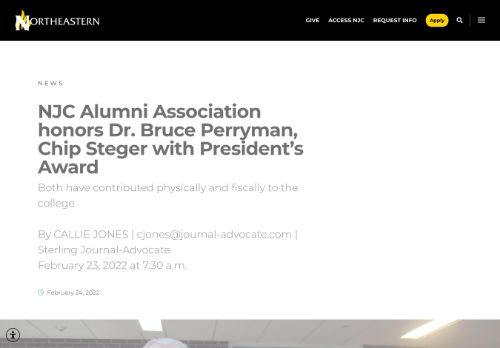 NORTHEASTERN
GIVE ACCESS NJC REQUEST INFO Apply
NEWS
NJC Alumni Association
honors Dr. Bruce Perryman,
Chip Steger with President's
Award
Both have contributed physically and fiscally to the
college
By CALLIE JONES | cjones@journal-advocate.com |
Sterling Journal-Advocate
February 23, 2022 at 7:30 a.m.
February 24, 2022